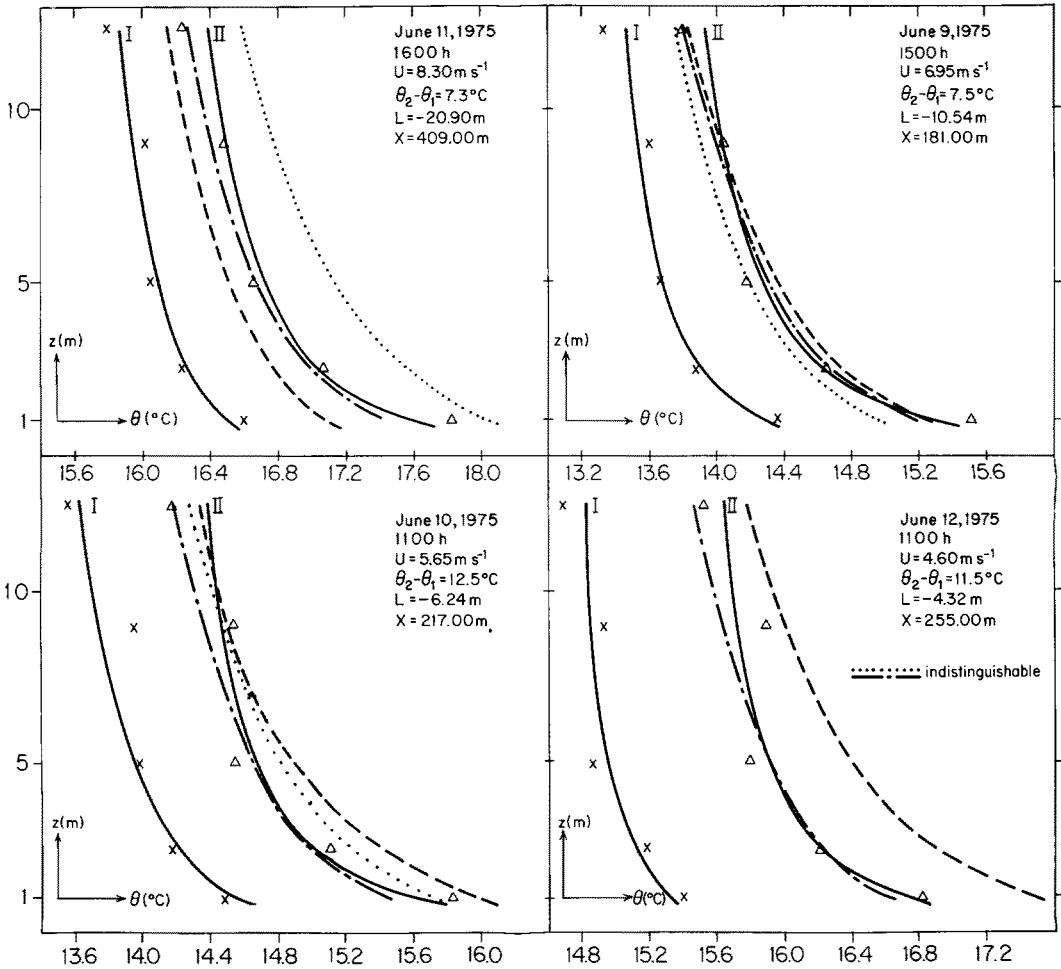 I
II
June 11, 1975
1600 h
U = 8.30 m s⁻¹
θ₂-θ₁ = 7.3 °C
L = -20.90 m
X = 409.00 m
10
5
1
z(m)
θ (°C)
15.6 16.0 16.4 16.8 17.2 17.6 18.0
I
II
June 9, 1975
1500 h
U = 6.95 m s⁻¹
θ₂-θ₁ = 7.5 °C
L = -10.54 m
X = 181.00 m
z(m)
θ (°C)
13.2 13.6 14.0 14.4 14.8 15.2 15.6
I
II
June 10, 1975
1100 h
U = 5.65 m s⁻¹
θ₂-θ₁ = 12.5 °C
L = -6.24 m
X = 217.00 m
10
5
1
z(m)
θ (°C)
13.6 14.0 14.4 14.8 15.2 15.6 16.0
I
II
June 12, 1975
1100 h
U = 4.60 m s⁻¹
θ₂-θ₁ = 11.5 °C
L = -4.32 m
X = 255.00 m
indistinguishable
z(m)
θ (°C)
14.8 15.2 15.6 16.0 16.4 16.8 17.2